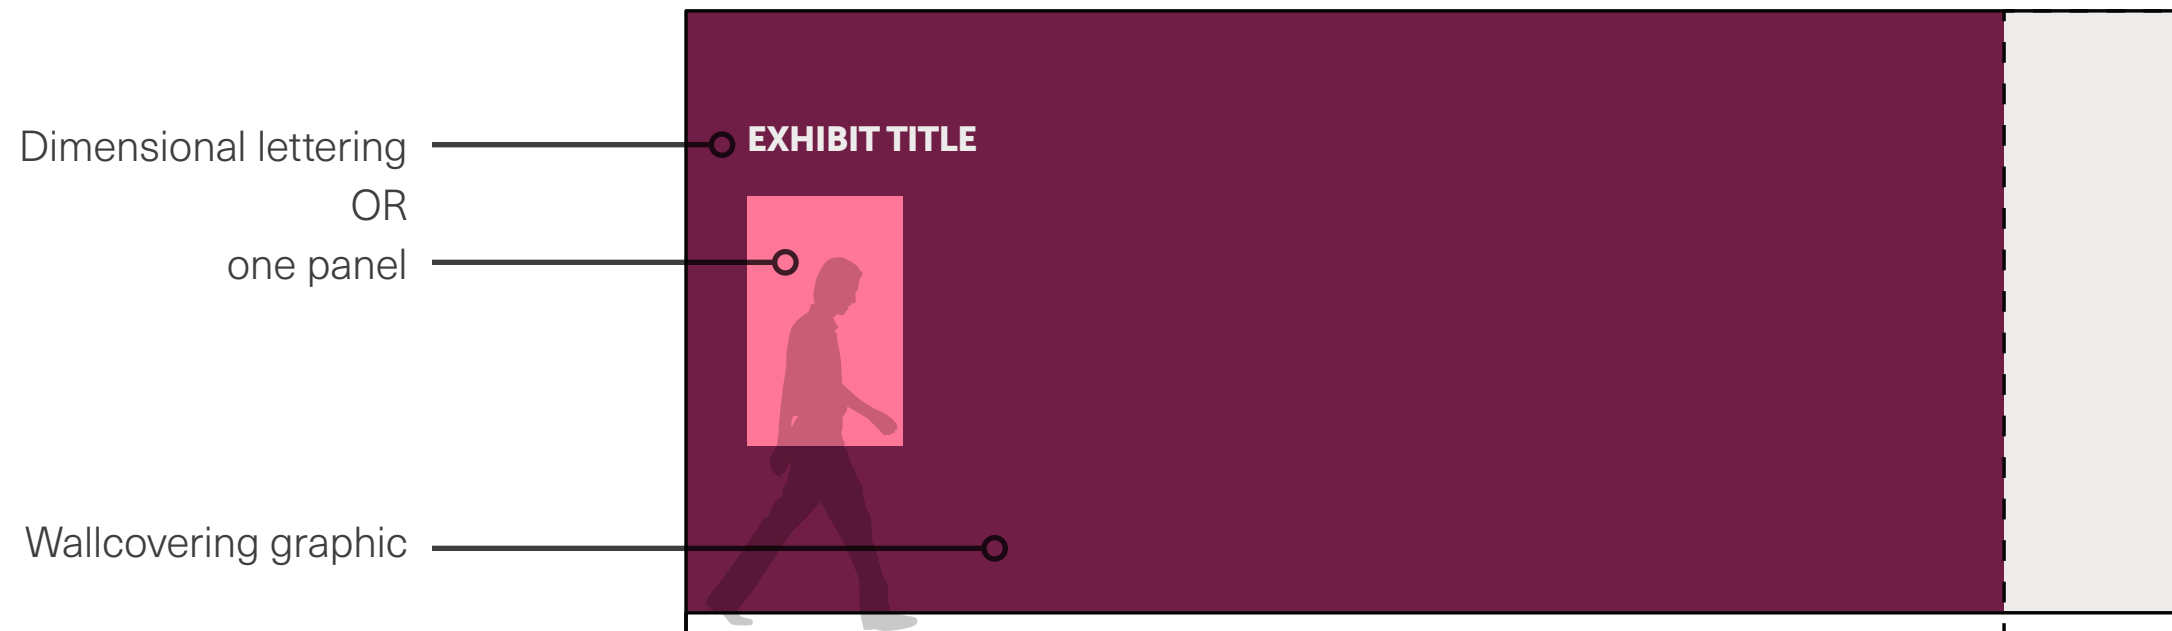 Dimensional lettering
OR
one panel
Wallcovering graphic
EXHIBIT TITLE